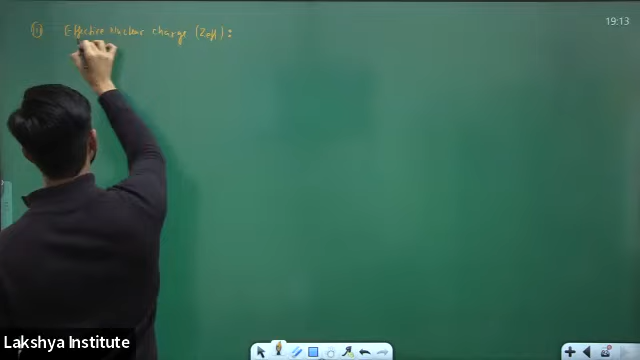 19:13
(ii) Effective Nuclear charge (Zeff) :
Lakshya Institute